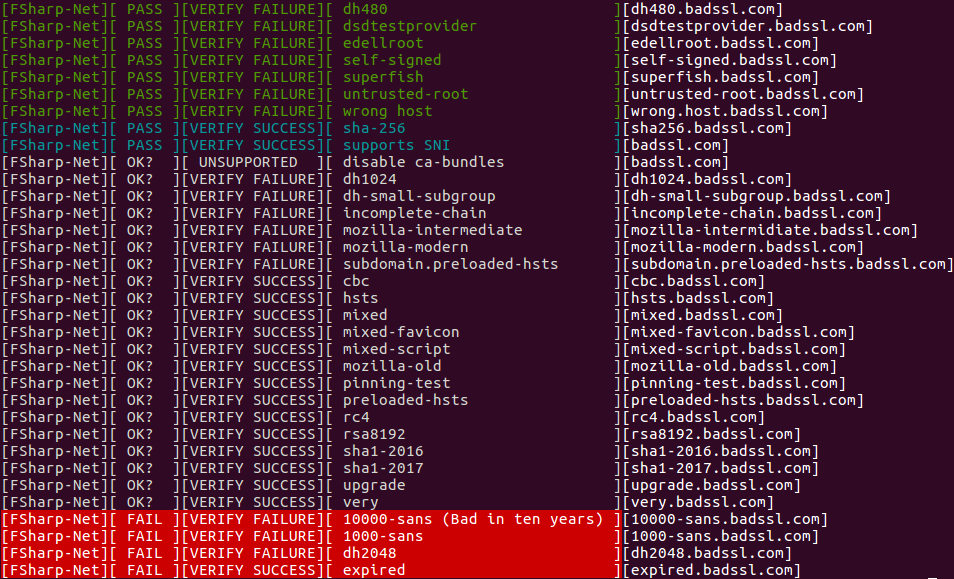 [FSharp-Net][ PASS ][VERIFY FAILURE][ dh480 ][dh480.badssl.com]
[FSharp-Net][ PASS ][VERIFY FAILURE][ dsdtestprovider ][dsdtestprovider.badssl.com]
[FSharp-Net][ PASS ][VERIFY FAILURE][ edellroot ][edellroot.badssl.com]
[FSharp-Net][ PASS ][VERIFY FAILURE][ self-signed ][self-signed.badssl.com]
[FSharp-Net][ PASS ][VERIFY FAILURE][ superfish ][superfish.badssl.com]
[FSharp-Net][ PASS ][VERIFY FAILURE][ untrusted-root ][untrusted-root.badssl.com]
[FSharp-Net][ PASS ][VERIFY FAILURE][ wrong host ][wrong.host.badssl.com]
[FSharp-Net][ PASS ][VERIFY SUCCESS][ sha-256 ][sha256.badssl.com]
[FSharp-Net][ PASS ][VERIFY SUCCESS][ supports SNI ][badssl.com]
[FSharp-Net][ OK? ][ UNSUPPORTED ][ disable ca-bundles ][badssl.com]
[FSharp-Net][ OK? ][VERIFY FAILURE][ dh1024 ][dh1024.badssl.com]
[FSharp-Net][ OK? ][VERIFY FAILURE][ dh-small-subgroup ][dh-small-subgroup.badssl.com]
[FSharp-Net][ OK? ][VERIFY FAILURE][ incomplete-chain ][incomplete-chain.badssl.com]
[FSharp-Net][ OK? ][VERIFY FAILURE][ mozilla-intermediate ][mozilla-intermidiate.badssl.com]
[FSharp-Net][ OK? ][VERIFY FAILURE][ mozilla-modern ][mozilla-modern.badssl.com]
[FSharp-Net][ OK? ][VERIFY FAILURE][ subdomain.preloaded-hsts ][subdomain.preloaded-hsts.badssl.com]
[FSharp-Net][ OK? ][VERIFY SUCCESS][ cbc ][cbc.badssl.com]
[FSharp-Net][ OK? ][VERIFY SUCCESS][ hsts ][hsts.badssl.com]
[FSharp-Net][ OK? ][VERIFY SUCCESS][ mixed ][mixed.badssl.com]
[FSharp-Net][ OK? ][VERIFY SUCCESS][ mixed-favicon ][mixed-favicon.badssl.com]
[FSharp-Net][ OK? ][VERIFY SUCCESS][ mixed-script ][mixed-script.badssl.com]
[FSharp-Net][ OK? ][VERIFY SUCCESS][ mozilla-old ][mozilla-old.badssl.com]
[FSharp-Net][ OK? ][VERIFY SUCCESS][ pinning-test ][pinning-test.badssl.com]
[FSharp-Net][ OK? ][VERIFY SUCCESS][ preloaded-hsts ][preloaded-hsts.badssl.com]
[FSharp-Net][ OK? ][VERIFY SUCCESS][ rc4 ][rc4.badssl.com]
[FSharp-Net][ OK? ][VERIFY SUCCESS][ rsa8192 ][rsa8192.badssl.com]
[FSharp-Net][ OK? ][VERIFY SUCCESS][ sha1-2016 ][sha1-2016.badssl.com]
[FSharp-Net][ OK? ][VERIFY SUCCESS][ sha1-2017 ][sha1-2017.badssl.com]
[FSharp-Net][ OK? ][VERIFY SUCCESS][ upgrade ][upgrade.badssl.com]
[FSharp-Net][ OK? ][VERIFY SUCCESS][ very ][very.badssl.com]
[FSharp-Net][ FAIL ][VERIFY FAILURE][ 10000-sans (Bad in ten years) ][10000-sans.badssl.com]
[FSharp-Net][ FAIL ][VERIFY FAILURE][ 1000-sans ][1000-sans.badssl.com]
[FSharp-Net][ FAIL ][VERIFY FAILURE][ dh2048 ][dh2048.badssl.com]
[FSharp-Net][ FAIL ][VERIFY SUCCESS][ expired ][expired.badssl.com]